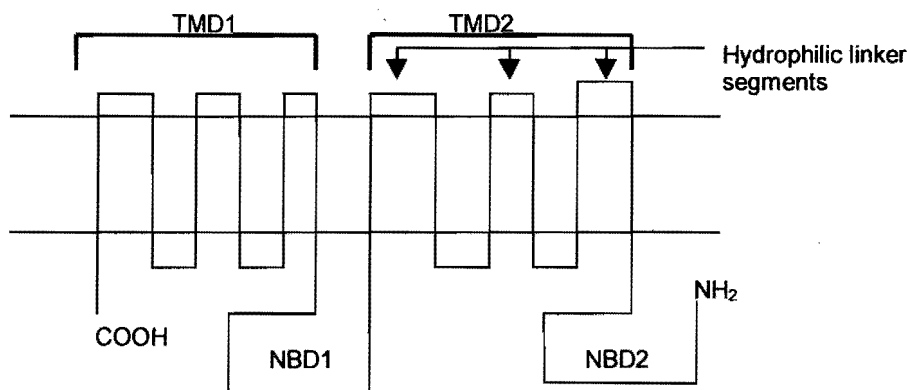 TMD1
TMD2
Hydrophilic linker
segments
NH₂
COOH
NBD1
NBD2